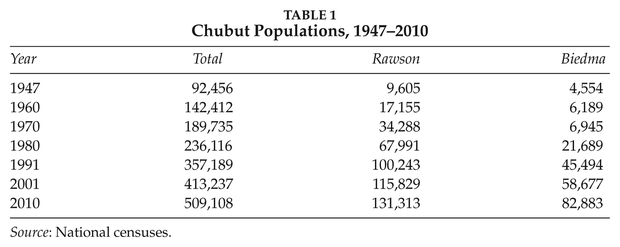 TABLE 1
Chubut Populations, 1947–2010
Year Total Rawson Biedma
1947 92,456 9,605 4,554
1960 142,412 17,155 6,189
1970 189,735 34,288 6,945
1980 236,116 67,991 21,689
1991 357,189 100,243 45,494
2001 413,237 115,829 58,677
2010 509,108 131,313 82,883
Source: National censuses.